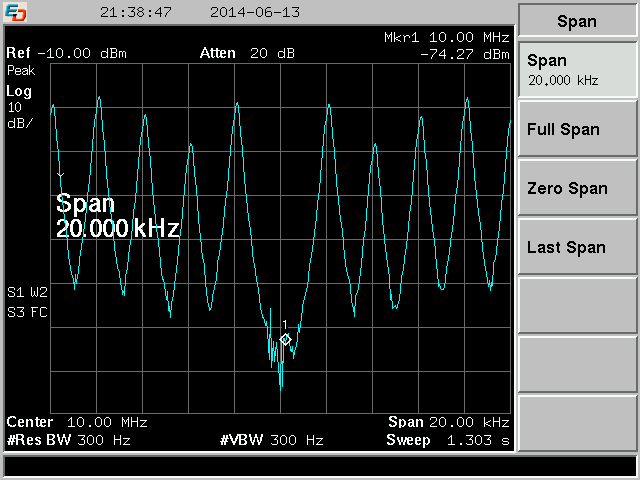 21:38:47 2014-06-13
Span
Mkr1 10.00 MHz
Ref -10.00 dBm Atten 20 dB -74.27 dBm
Peak
Log
10
dB/
Span
20.000 kHz
Full Span
Zero Span
Last Span
Span
20.000 kHz
S1 W2
S3 FC
1
Center 10.00 MHz Span 20.00 kHz
#Res BW 300 Hz #VBW 300 Hz Sweep 1.303 s